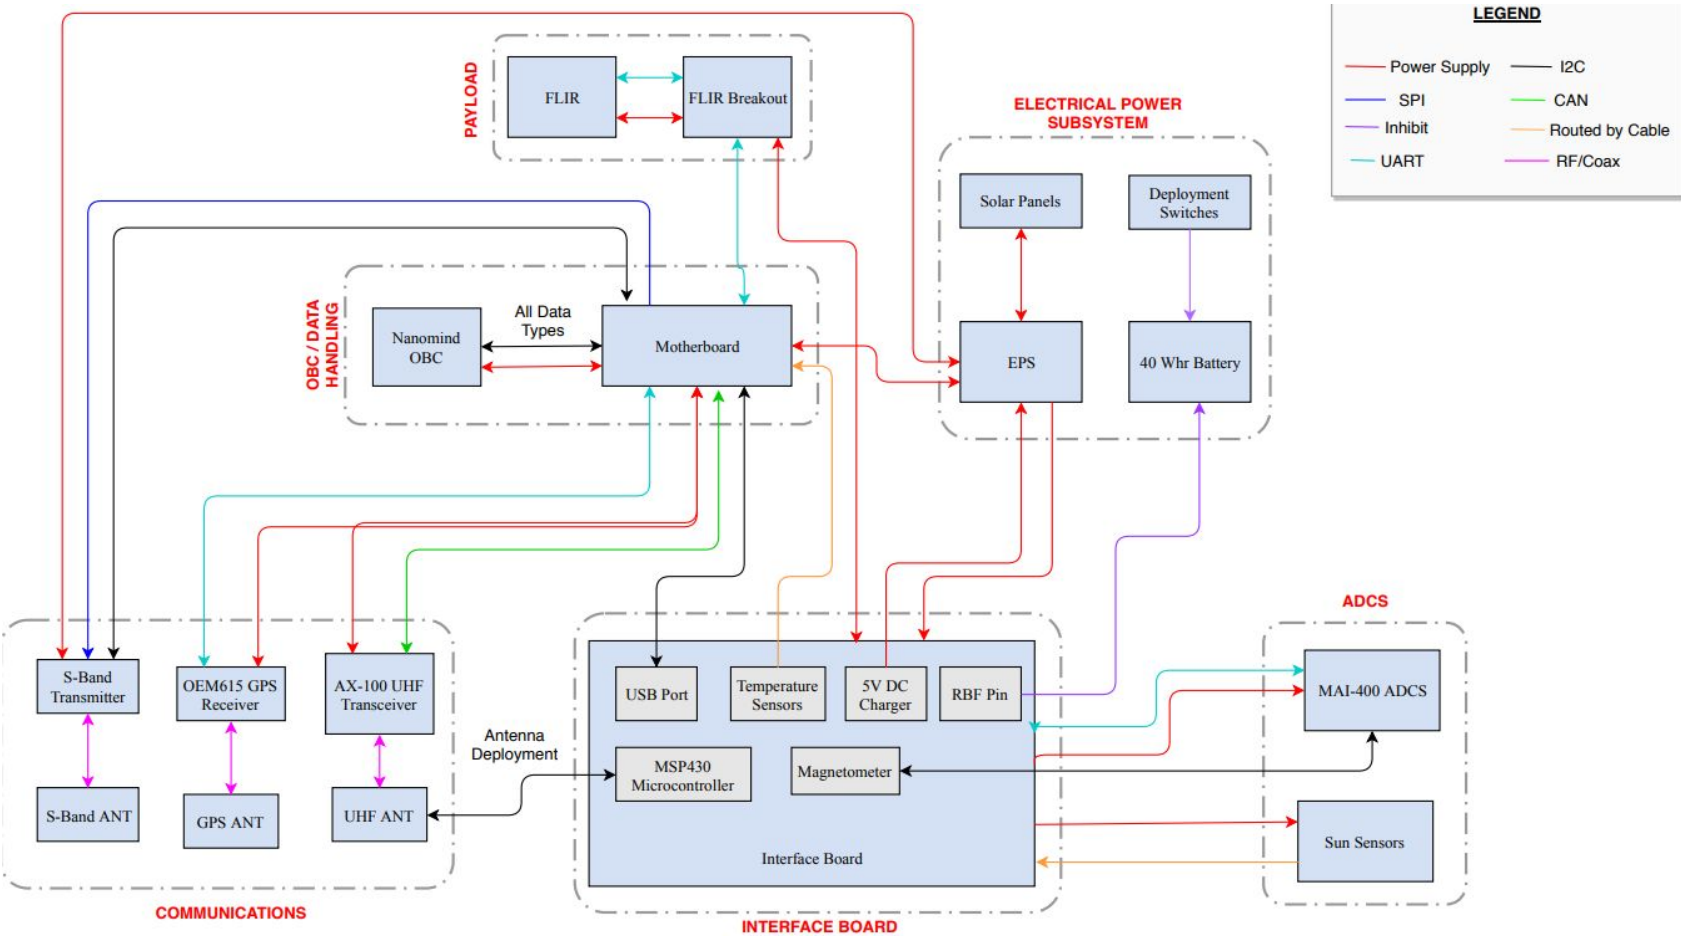 LEGEND
Power Supply
I2C
SPI
CAN
Inhibit
Routed by Cable
UART
RF/Coax
PAYLOAD
FLIR
FLIR Breakout
ELECTRICAL POWER
SUBSYSTEM
Solar Panels
Deployment
Switches
EPS
40 Whr Battery
OBC / DATA
HANDLING
Nanomind
OBC
All Data
Types
Motherboard
S-Band
Transmitter
OEM615 GPS
Receiver
AX-100 UHF
Transceiver
S-Band ANT
GPS ANT
UHF ANT
COMMUNICATIONS
Antenna
Deployment
USB Port
Temperature
Sensors
5V DC
Charger
RBF Pin
MSP430
Microcontroller
Magnetometer
Interface Board
INTERFACE BOARD
ADCS
MAI-400 ADCS
Sun Sensors